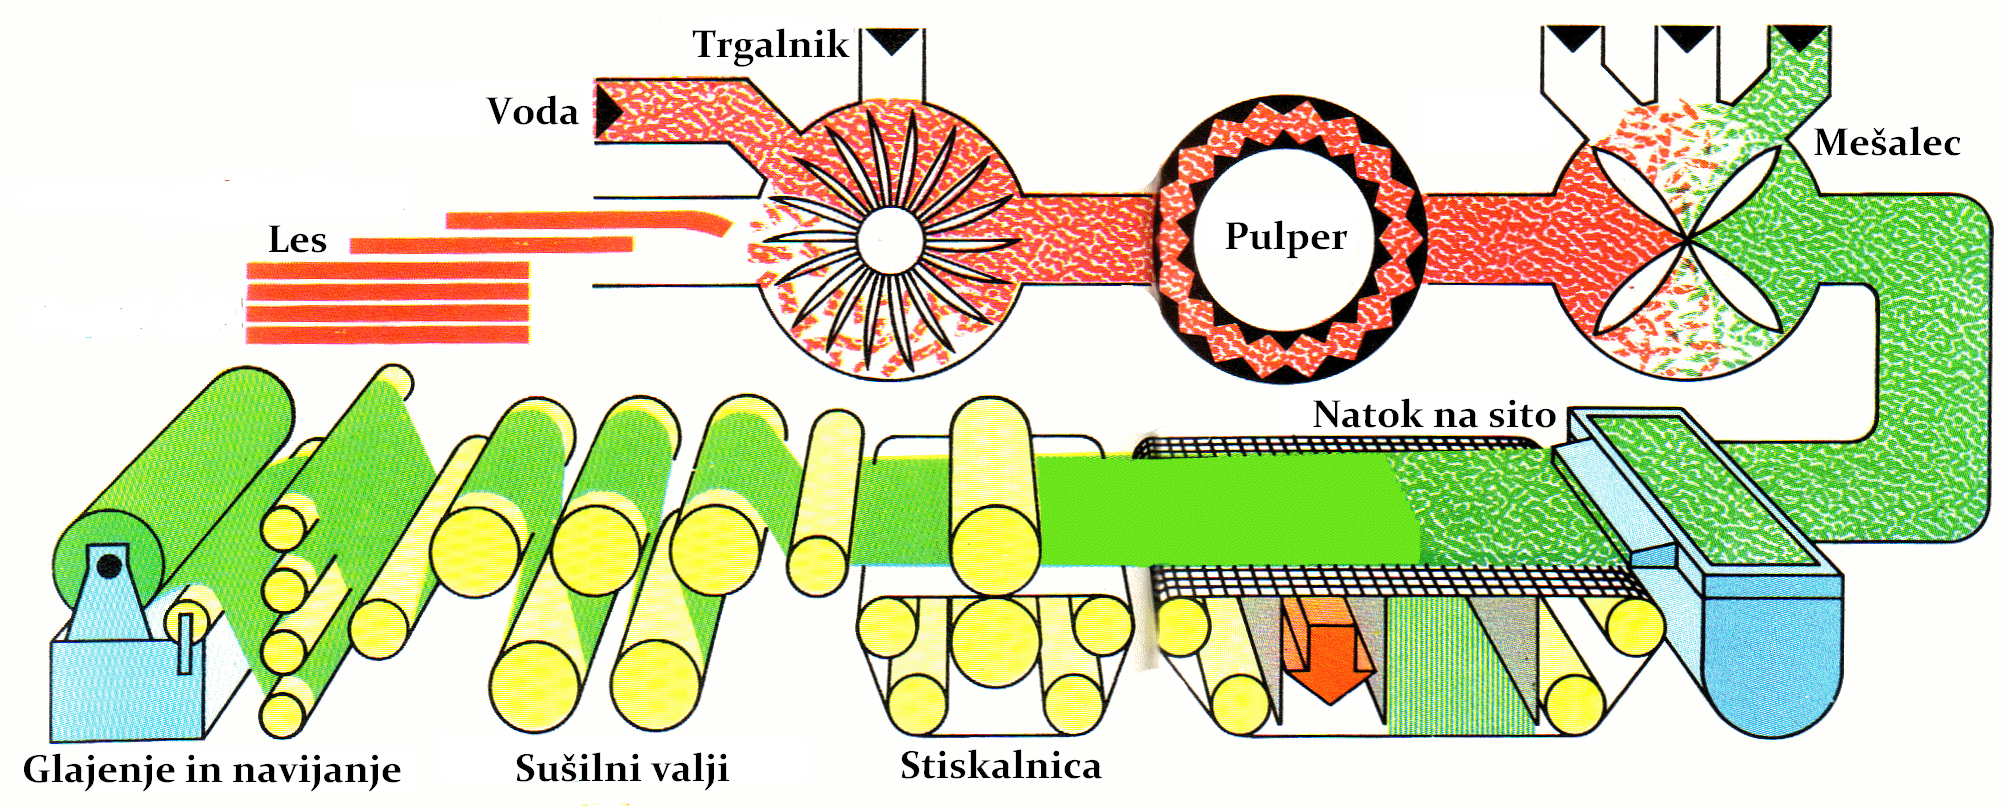 Trgalnik
Voda
Mešalec
Les
Pulper
Natok na sito
Glajenje in navijanje
Sušilni valji
Stiskalnica